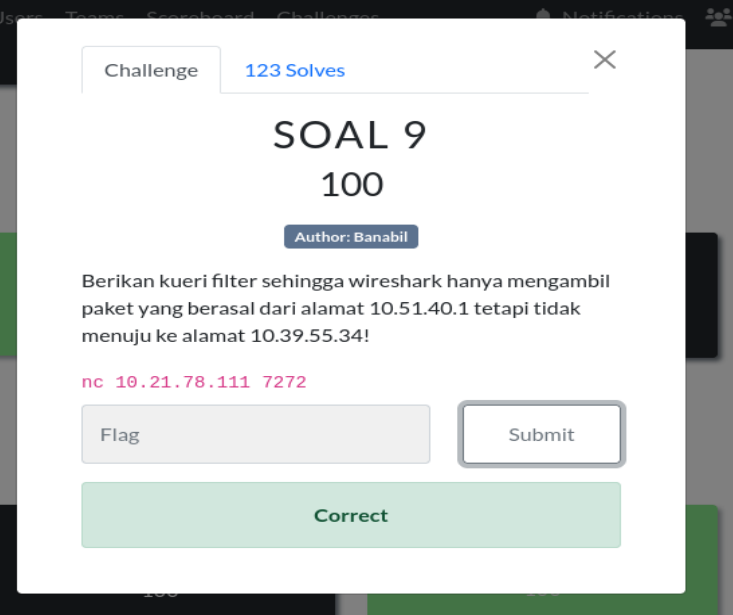 Users Teams Scoreboard Challenges Notifications
Challenge
123 Solves
SOAL 9
100
Author: Banabil
Berikan kueri filter sehingga wireshark hanya mengambil
paket yang berasal dari alamat 10.51.40.1 tetapi tidak
menuju ke alamat 10.39.55.34!
nc 10.21.78.111 7272
Flag
Submit
Correct